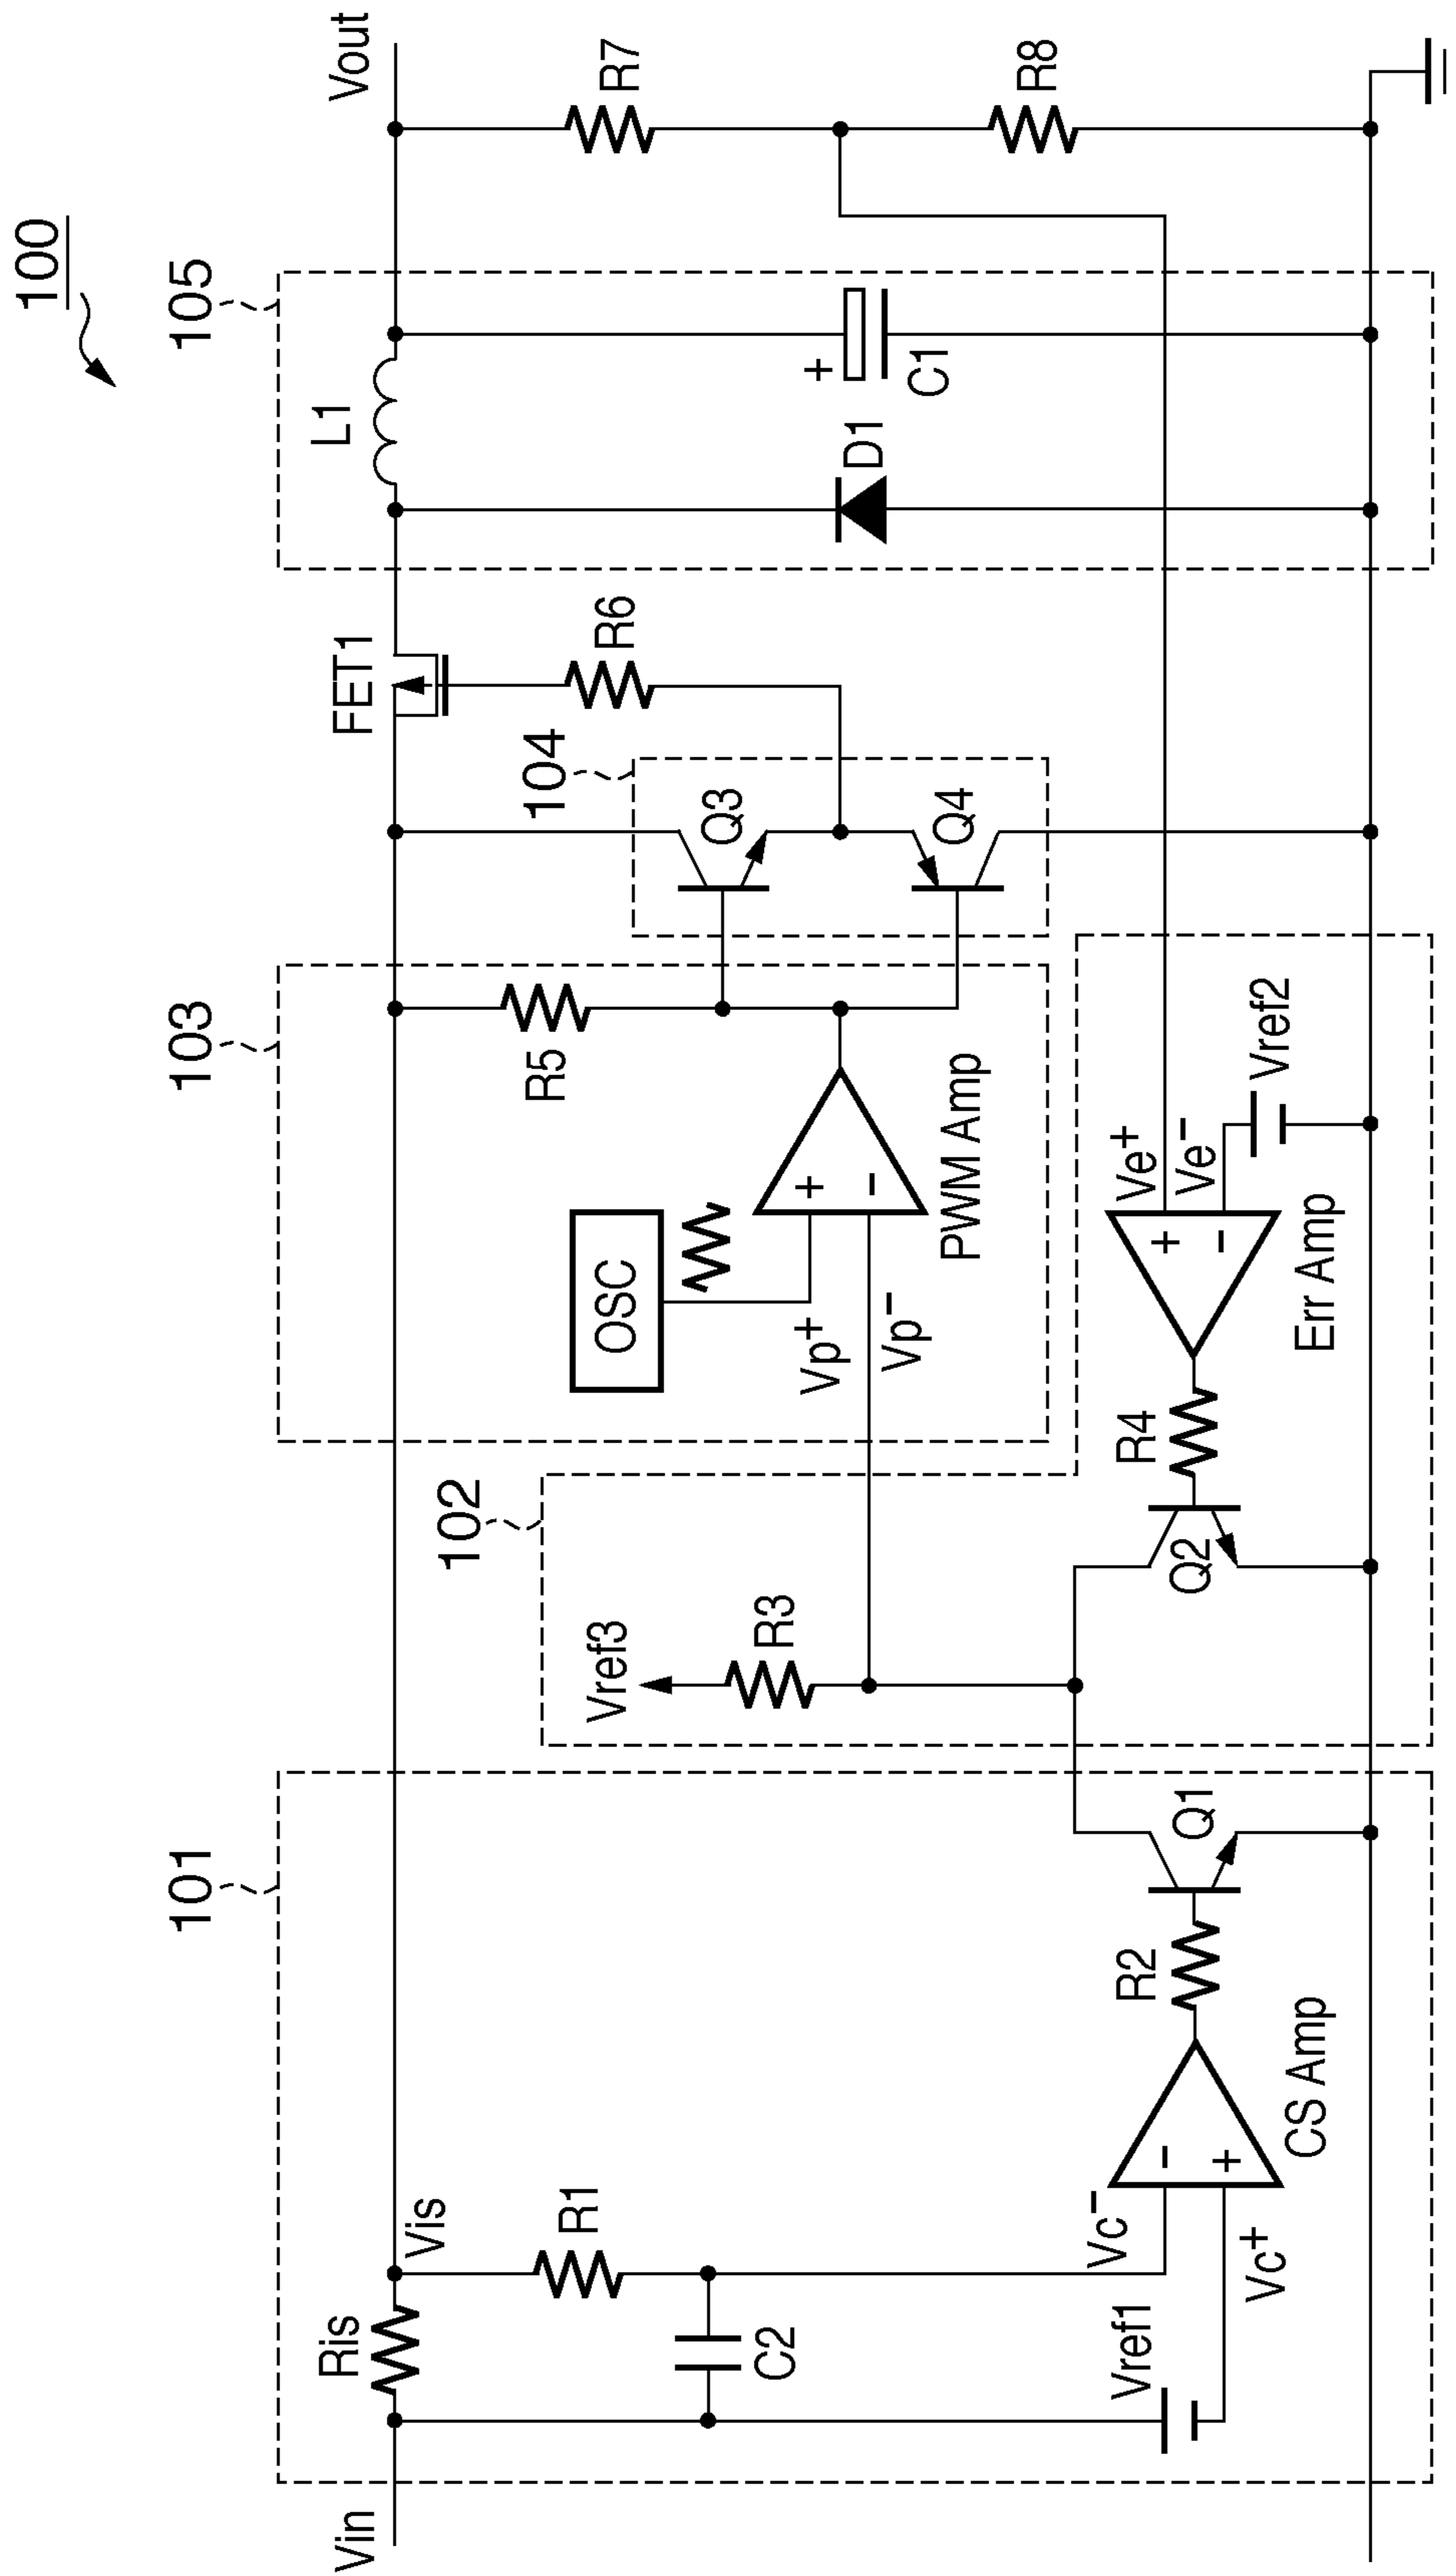 100
101
102
103
104
105
Vin
Ris
Vis
R1
C2
Vref1
Vc-
Vc+
-
+
CS Amp
R2
Q1
Vref3
R3
Q2
R4
Err Amp
+
-
Ve+
Ve-
Vref2
OSC
Vp+
Vp-
+
-
PWM Amp
R5
Q3
Q4
R6
FET1
L1
D1
+
C1
Vout
R7
R8